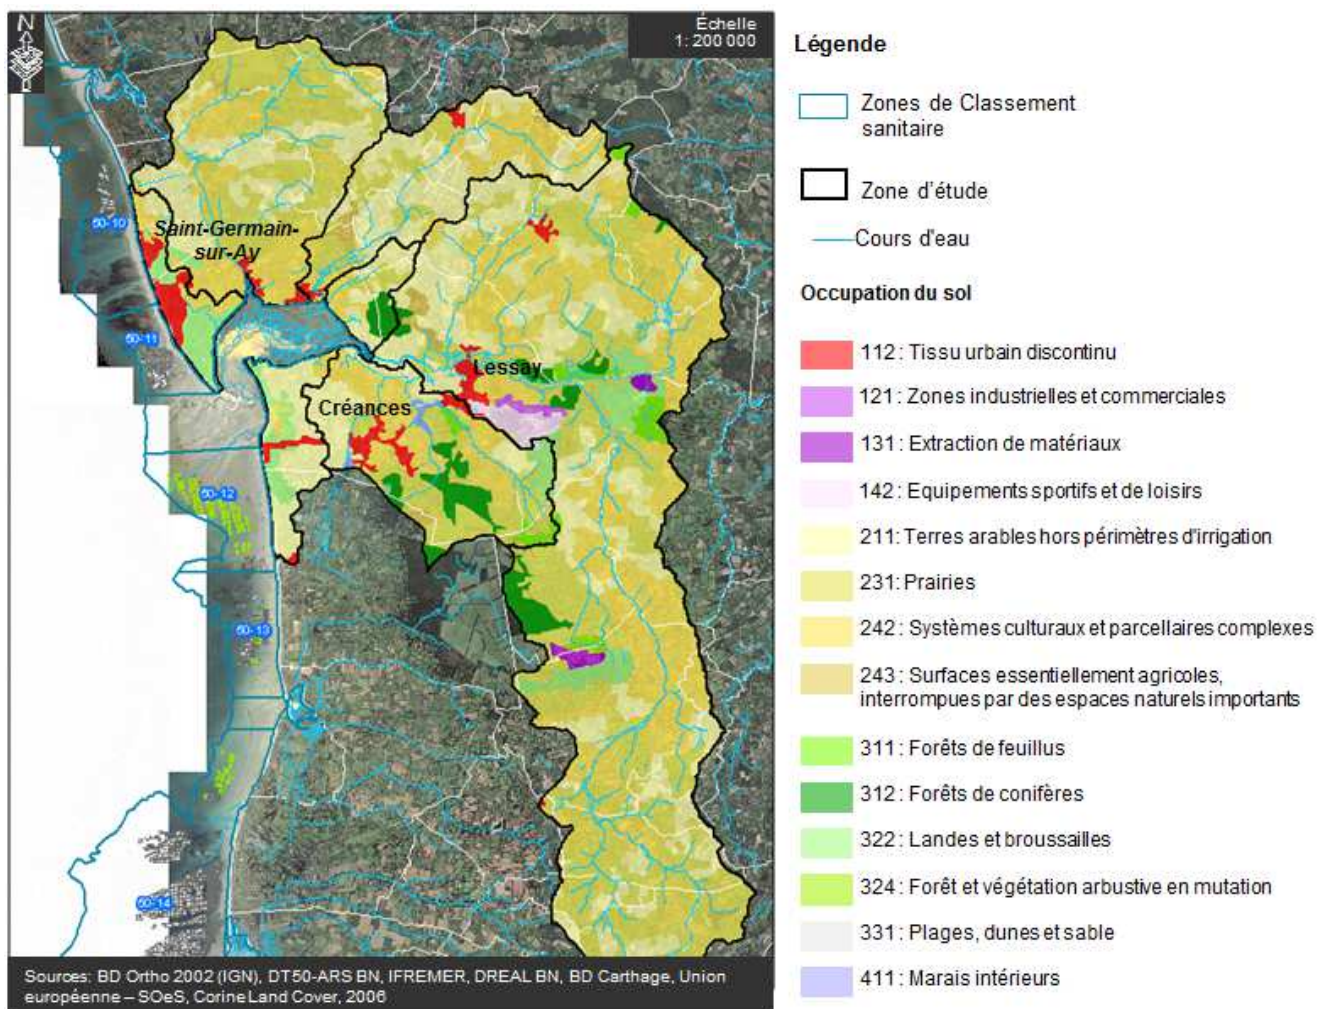 N
Échelle
1: 200 000
50-10
Saint-Germain-
sur-Ay
50-11
Lessay
Créances
50-12
50-13
50-14
Sources: BD Ortho 2002 (IGN), DT50-ARS BN, IFREMER, DREAL BN, BD Carthage, Union
européenne – SOeS, Corine Land Cover, 2006
Légende
Zones de Classement
sanitaire
Zone d'étude
Cours d'eau
Occupation du sol
112 : Tissu urbain discontinu
121 : Zones industrielles et commerciales
131 : Extraction de matériaux
142 : Equipements sportifs et de loisirs
211 : Terres arables hors périmètres d'irrigation
231 : Prairies
242 : Systèmes culturaux et parcellaires complexes
243 : Surfaces essentiellement agricoles,
interrompues par des espaces naturels importants
311 : Forêts de feuillus
312 : Forêts de conifères
322 : Landes et broussailles
324 : Forêt et végétation arbustive en mutation
331 : Plages, dunes et sable
411 : Marais intérieurs